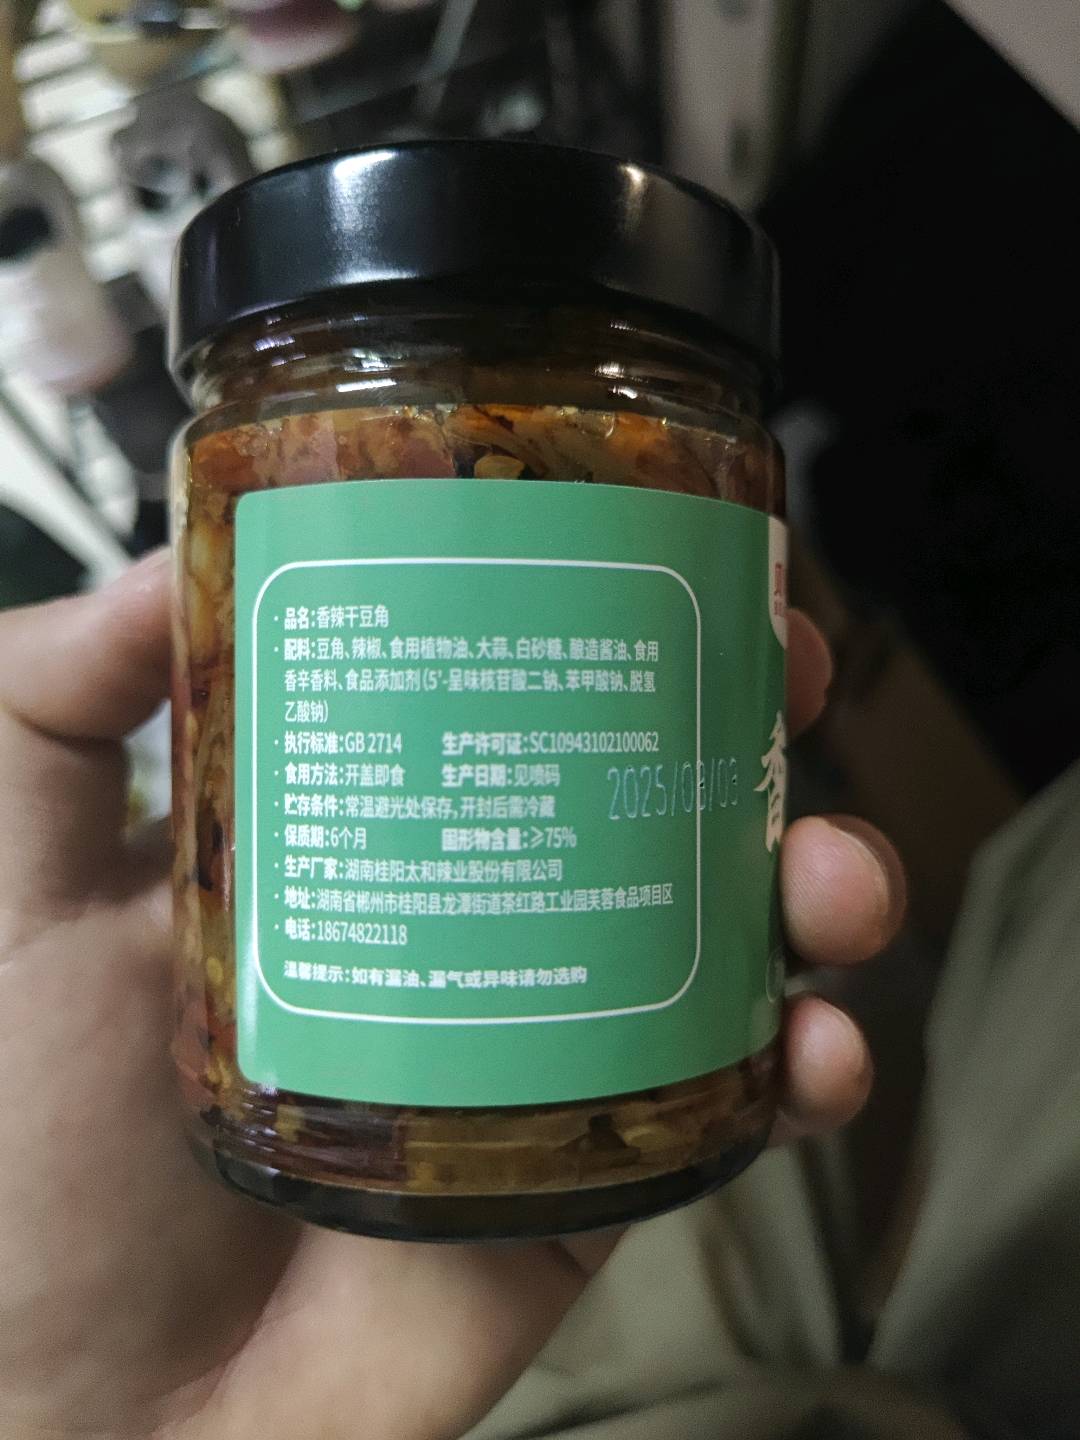 · 品名：香辣干豆角
· 配料：豆角、辣椒、食用植物油、大蒜、白砂糖、酿造酱油、食用
香辛香料、食品添加剂（5'-呈味核苷酸二钠、苯甲酸钠、脱氢
乙酸钠）
· 执行标准：GB 2714 生产许可证：SC10943102100062
· 食用方法：开盖即食 生产日期：见喷码
2025/08/03
· 贮存条件：常温避光处保存，开封后需冷藏
· 保质期：6个月 固形物含量：≥75%
· 生产厂家：湖南桂阳太和辣业股份有限公司
· 地址：湖南省郴州市桂阳县龙潭街道茶红路工业园芙蓉食品项目区
· 电话：18674822118
温馨提示：如有漏油、漏气或异味请勿选购
香